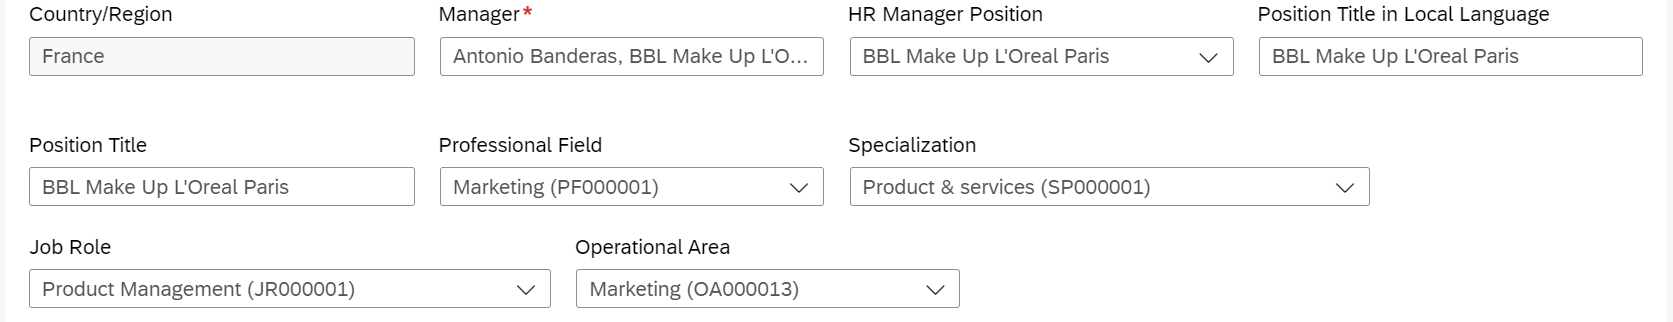 Country/Region Manager* HR Manager Position Position Title in Local Language
France Antonio Banderas, BBL Make Up L'O... BBL Make Up L'Oreal Paris BBL Make Up L'Oreal Paris
Position Title Professional Field Specialization
BBL Make Up L'Oreal Paris Marketing (PF000001) Product & services (SP000001)
Job Role Operational Area
Product Management (JR000001) Marketing (OA000013)